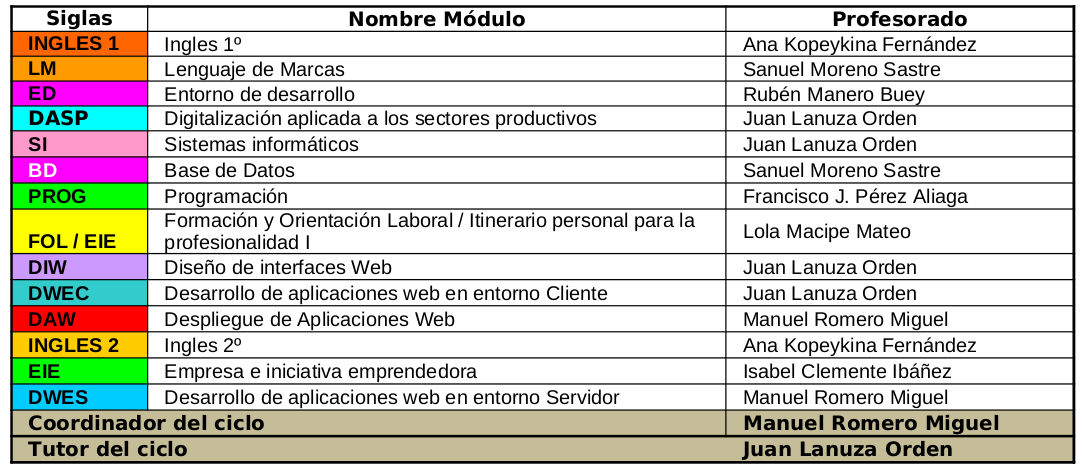 Siglas Nombre Módulo Profesorado
INGLES 1 Ingles 1º Ana Kopeykina Fernández
LM Lenguaje de Marcas Sanuel Moreno Sastre
ED Entorno de desarrollo Rubén Manero Buey
DASP Digitalización aplicada a los sectores productivos Juan Lanuza Orden
SI Sistemas informáticos Juan Lanuza Orden
BD Base de Datos Sanuel Moreno Sastre
PROG Programación Francisco J. Pérez Aliaga
FOL / EIE Formación y Orientación Laboral / Itinerario personal para la
profesionalidad I Lola Macipe Mateo
DIW Diseño de interfaces Web Juan Lanuza Orden
DWEC Desarrollo de aplicaciones web en entorno Cliente Juan Lanuza Orden
DAW Despliegue de Aplicaciones Web Manuel Romero Miguel
INGLES 2 Ingles 2º Ana Kopeykina Fernández
EIE Empresa e iniciativa emprendedora Isabel Clemente Ibáñez
DWES Desarrollo de aplicaciones web en entorno Servidor Manuel Romero Miguel
Coordinador del ciclo Manuel Romero Miguel
Tutor del ciclo Juan Lanuza Orden